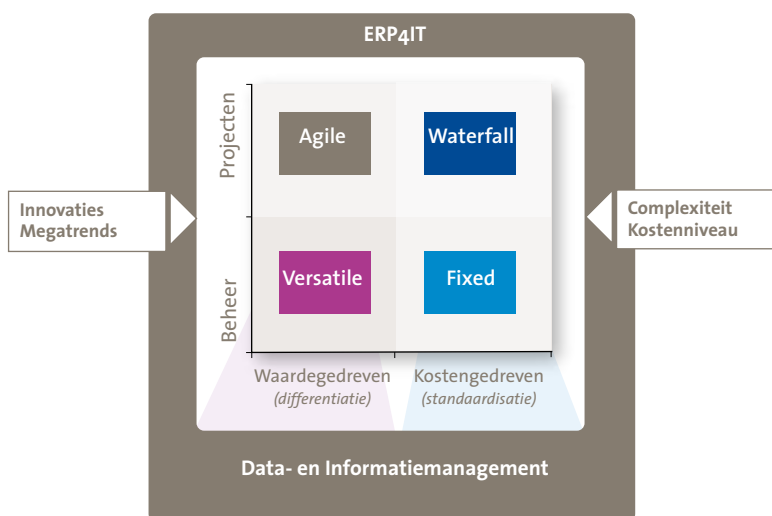 ERP4IT
Projecten
Agile
Waterfall
Innovaties
Megatrends
Complexiteit
Kostenniveau
Beheer
Versatile
Fixed
Waardegedreven
(differentiatie)
Kostengedreven
(standaardisatie)
Data- en Informatiemanagement